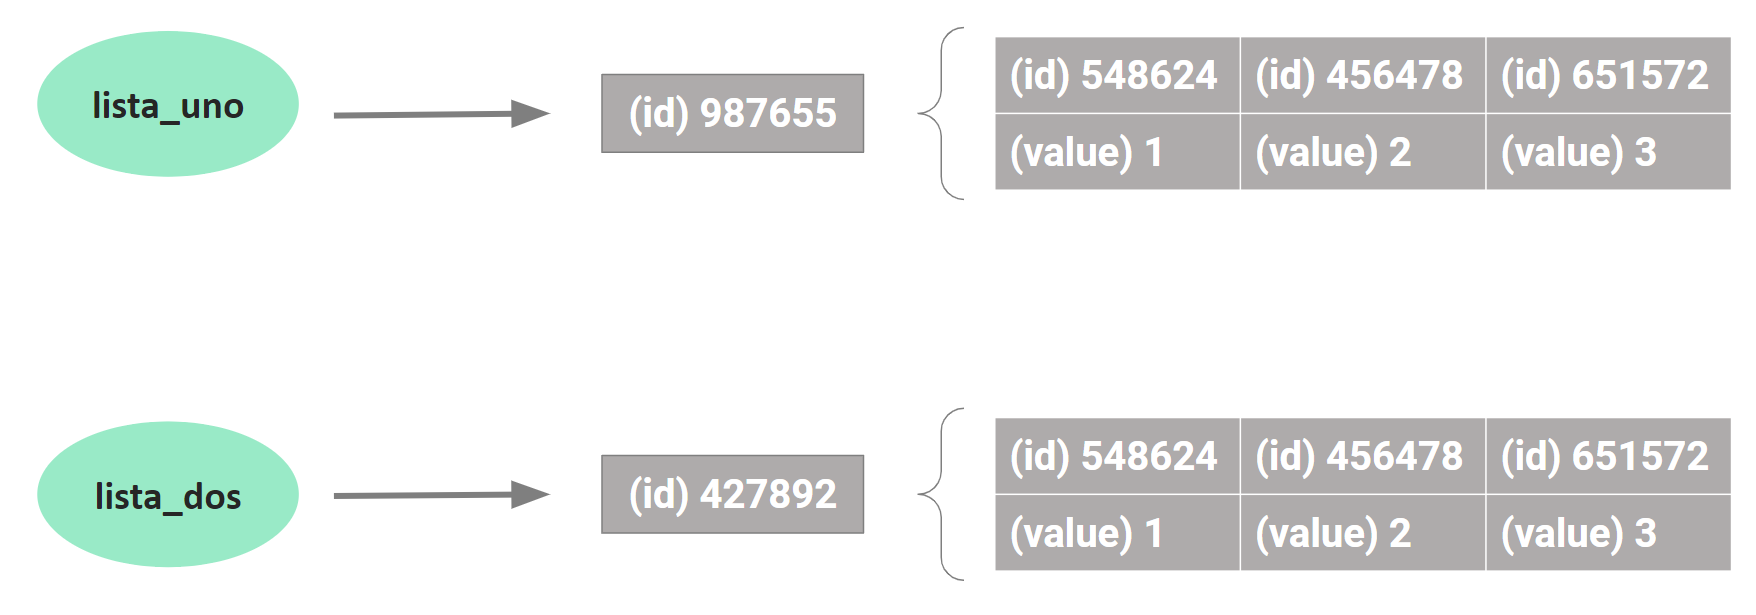 lista_uno
(id) 987655
(id) 548624 (id) 456478 (id) 651572
(value) 1 (value) 2 (value) 3
lista_dos
(id) 427892
(id) 548624 (id) 456478 (id) 651572
(value) 1 (value) 2 (value) 3